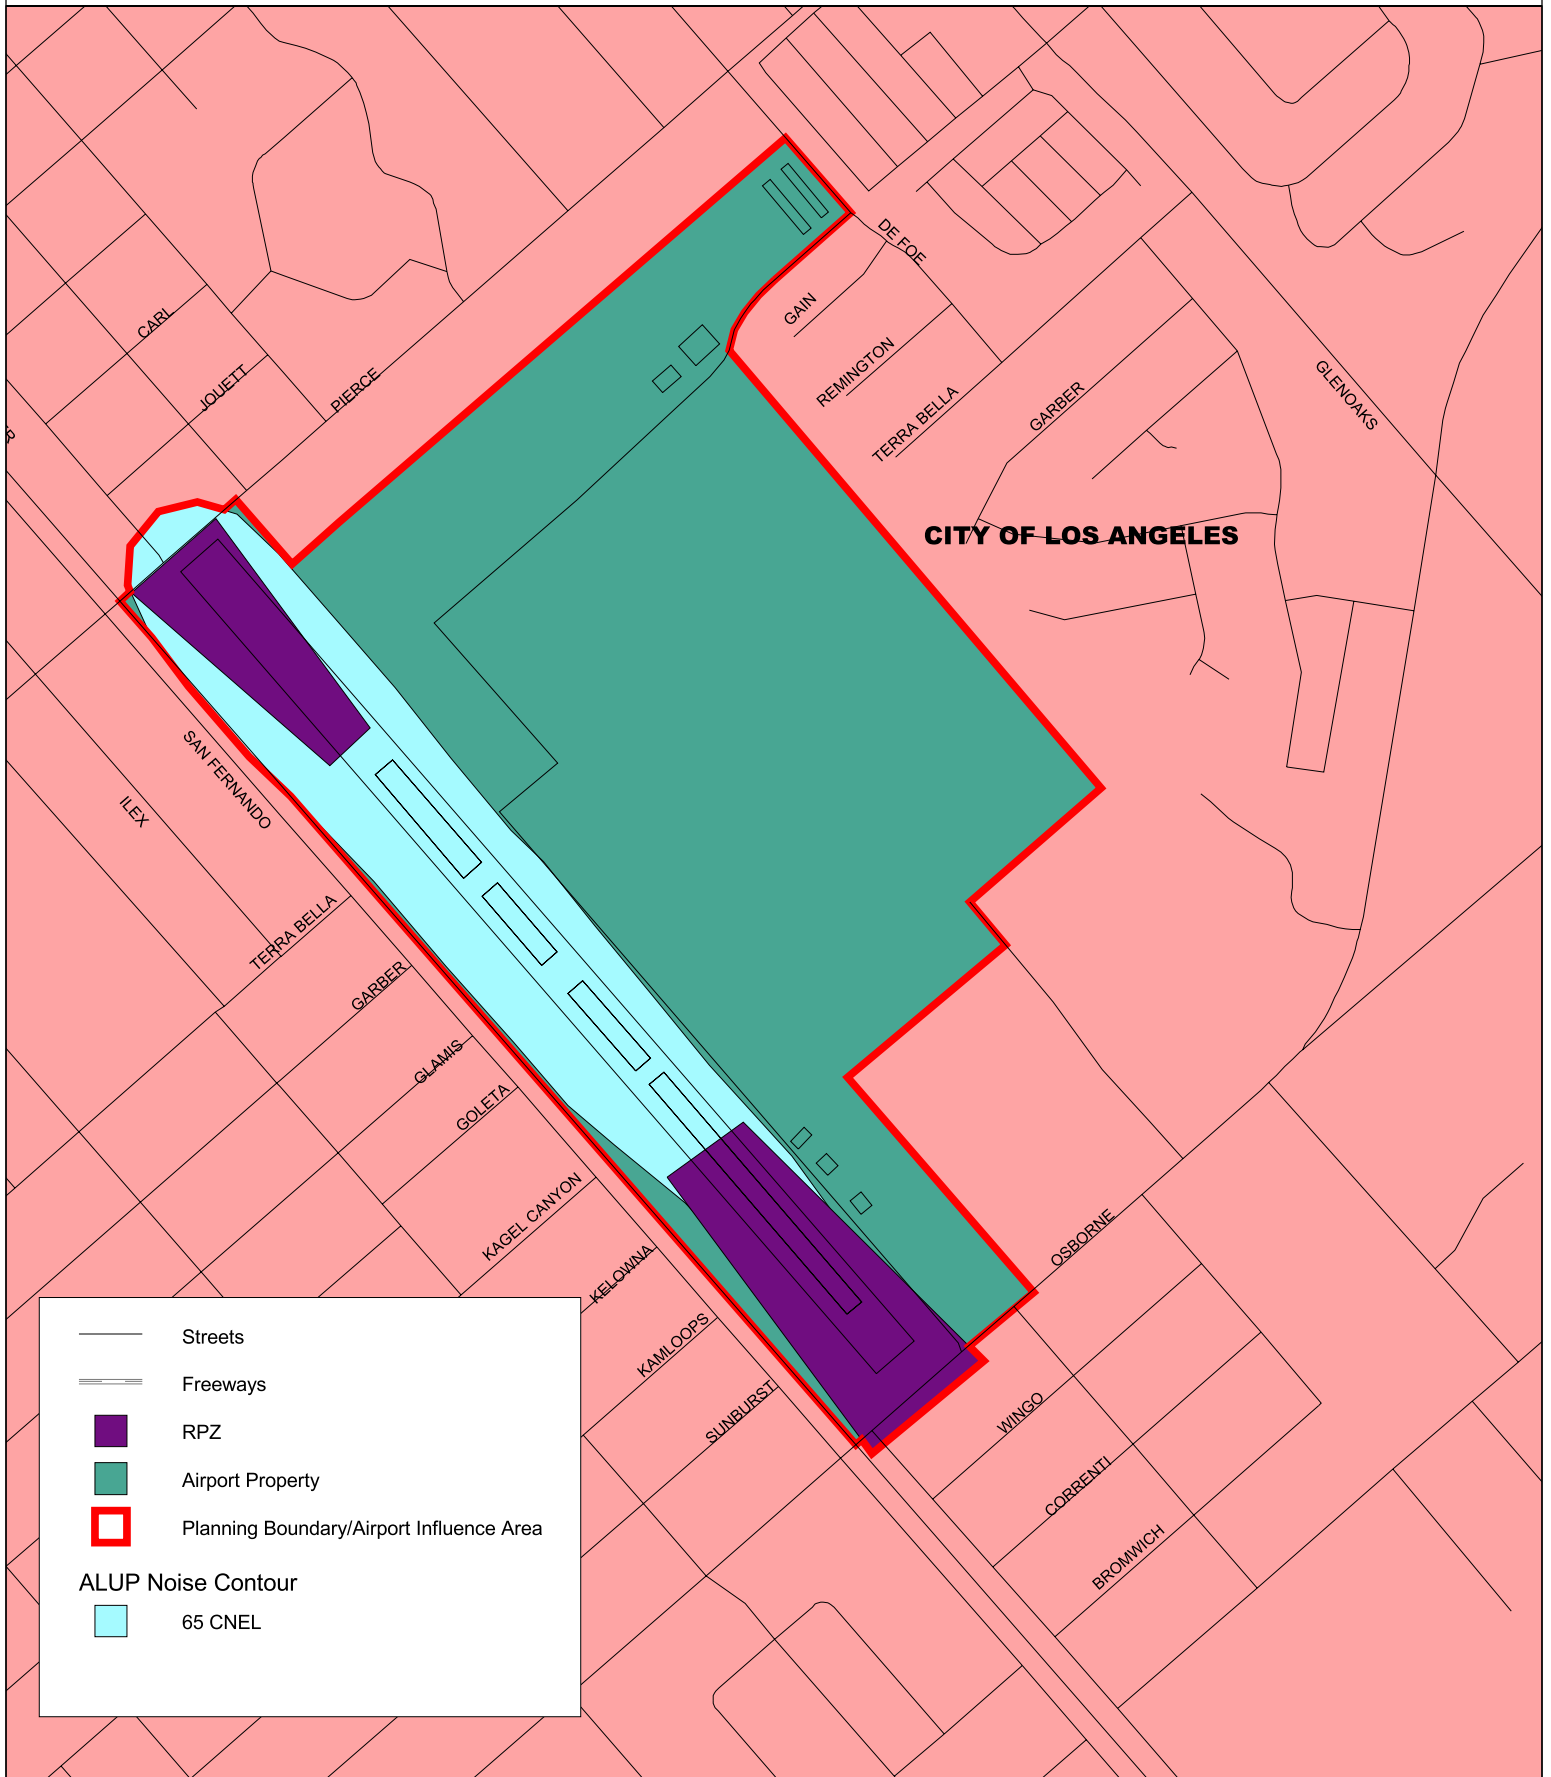 DE FOE
GAIN
CARL
REMINGTON
JOUETT
PIERCE
GLENOAKS
TERRA BELLA
GARBER
CITY OF LOS ANGELES
SAN FERNANDO
ILEX
TERRA BELLA
GARBER
GLAMIS
GOLETA
KAGEL CANYON
OSBORNE
KELOWNA
KAMLOOPS
SUNBURST
WINGO
CORRENTI
BROMWICH
Streets
Freeways
RPZ
Airport Property
Planning Boundary/Airport Influence Area
ALUP Noise Contour
65 CNEL